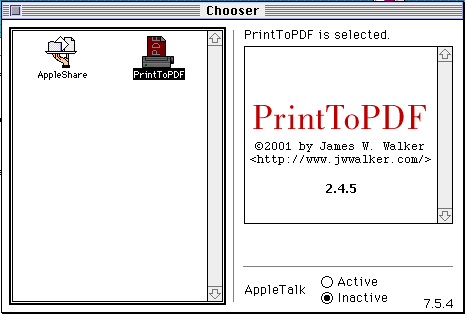 Chooser
AppleShare
PrintToPDF
PDF
PrintToPDF is selected.
PrintToPDF
©2001 by James W. Walker
<http://www.jwwalker.com/>
2.4.5
AppleTalk
Active
Inactive
7.5.4